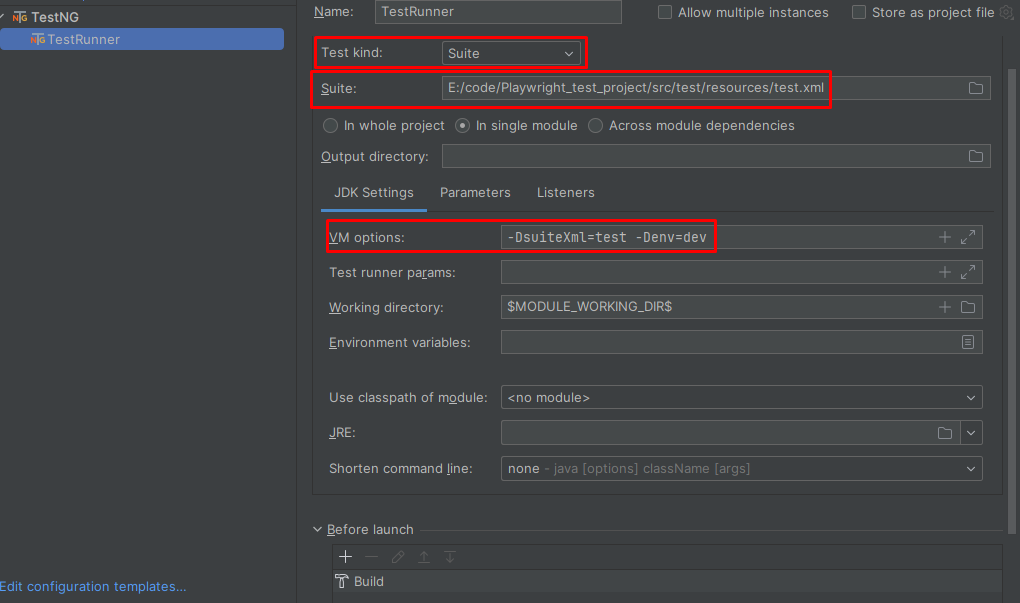 TestNG
TestRunner
Name: TestRunner Allow multiple instances Store as project file
Test kind: Suite
Suite: E:/code/Playwright_test_project/src/test/resources/test.xml
In whole project In single module Across module dependencies
Output directory:
JDK Settings Parameters Listeners
VM options: -DsuiteXml=test -Denv=dev
Test runner params:
Working directory: $MODULE_WORKING_DIR$
Environment variables:
Use classpath of module: <no module>
JRE:
Shorten command line: none - java [options] className [args]
Before launch
Build
Edit configuration templates...